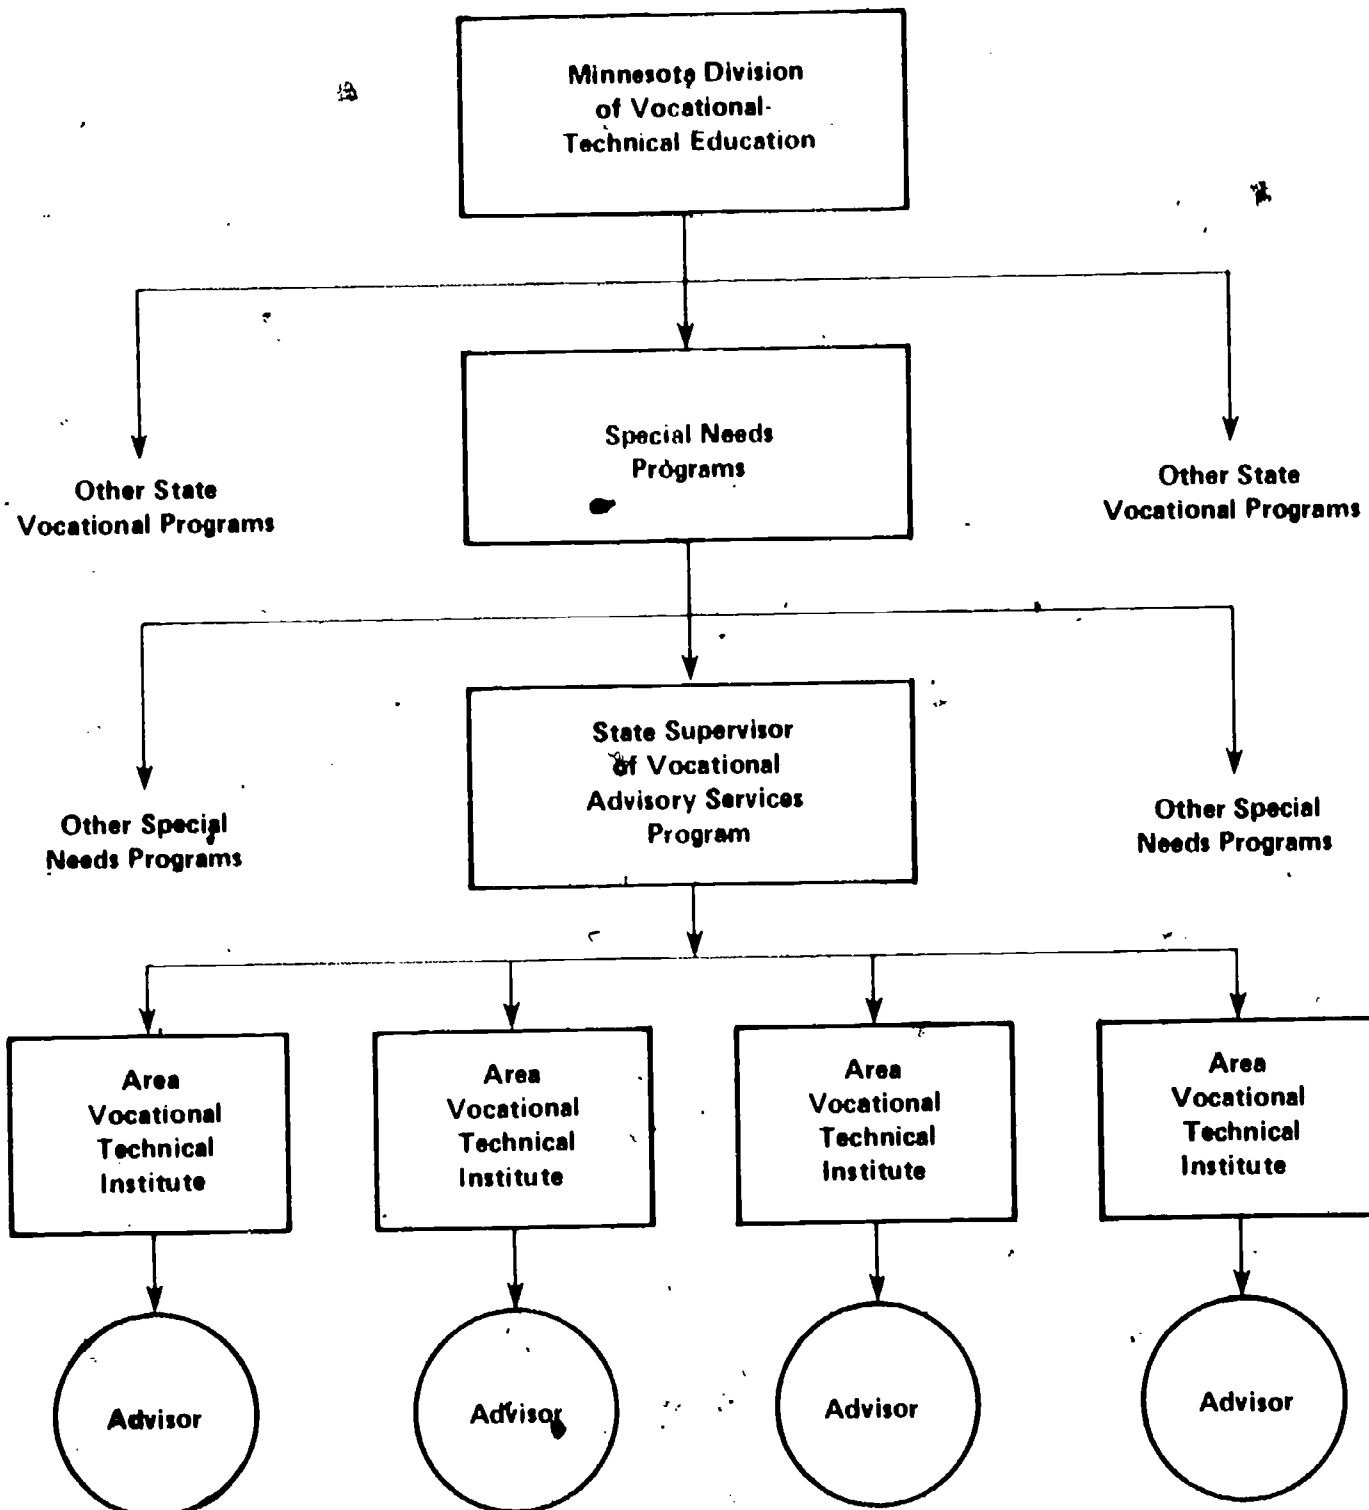 Minnesota Division
of Vocational-
Technical Education
Special Needs
Programs
Other State
Vocational Programs
Other State
Vocational Programs
State Supervisor
of Vocational
Advisory Services
Program
Other Special
Needs Programs
Other Special
Needs Programs
Area
Vocational
Technical
Institute
Area
Vocational
Technical
Institute
Area
Vocational
Technical
Institute
Area
Vocational
Technical
Institute
Advisor
Advisor
Advisor
Advisor